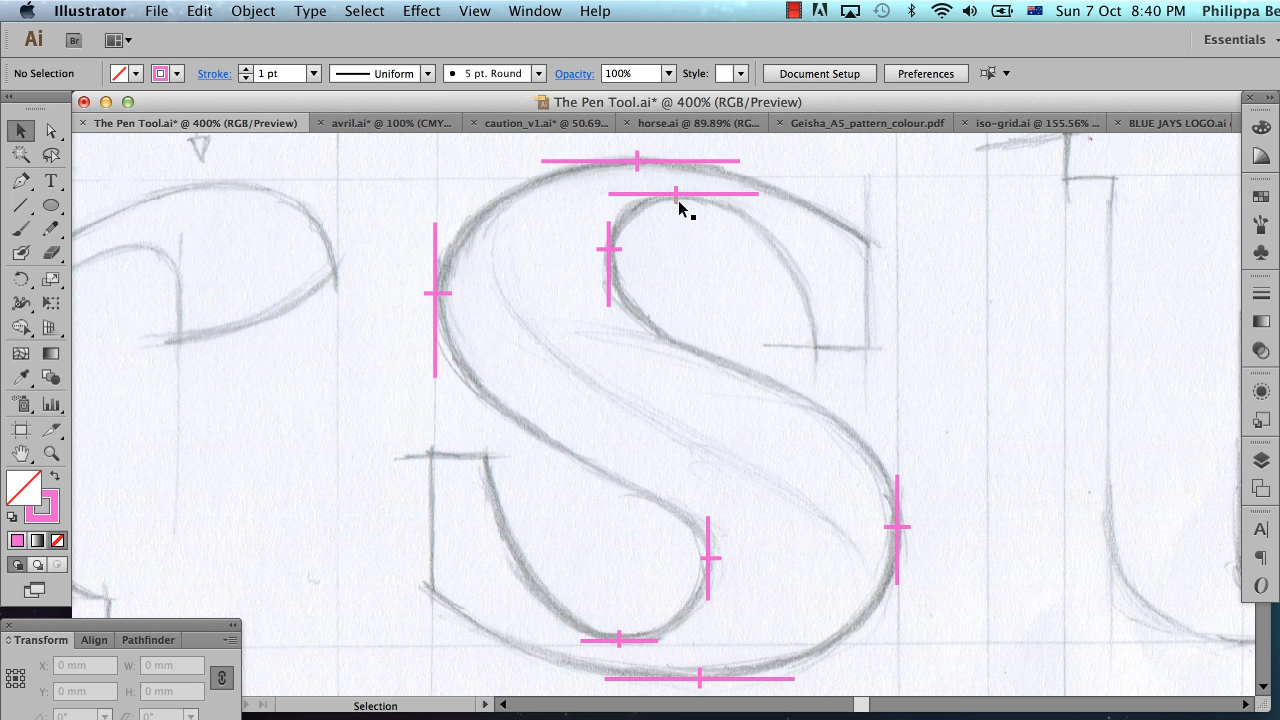 Illustrator File Edit Object Type Select Effect View Window Help Sun 7 Oct 8:40 PM Philippa Be
Ai Br Essentials
No Selection Stroke: 1 pt Uniform 5 pt. Round Opacity: 100% Style: Document Setup Preferences
The Pen Tool.ai* @ 400% (RGB/Preview)
The Pen Tool.ai* @ 400% (RGB/Preview) avril.ai* @ 100% (CMY... caution_v1.ai* @ 50.69... horse.ai @ 89.89% (RG... Geisha_A5_pattern_colour.pdf iso-grid.ai @ 155.56% ... BLUE JAYS LOGO.ai
S
Transform Align Pathfinder
X: 0 mm W: 0 mm
Y: 0 mm H: 0 mm
0° 0°
Selection